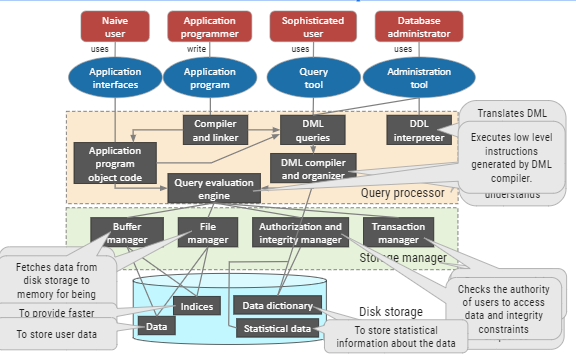 Naive
user
Application
programmer
Sophisticated
user
Database
administrator
uses
write
uses
uses
Application
interfaces
Application
program
Query
tool
Administration
tool
Compiler
and linker
DML
queries
DDL
interpreter
Translates DML
Executes low level
instructions
generated by DML
compiler.
understands
Application
program
object code
DML compiler
and organizer
Query evaluation
engine
Query processor
Buffer
manager
File
manager
Authorization and
integrity manager
Transaction
manager
Storage manager
Fetches data from
disk storage to
memory for being
Checks the authority
of users to access
data and integrity
constraints
To provide faster
Indices
Data dictionary
Disk storage
To store user data
Data
Statistical data
To store statistical
information about the data